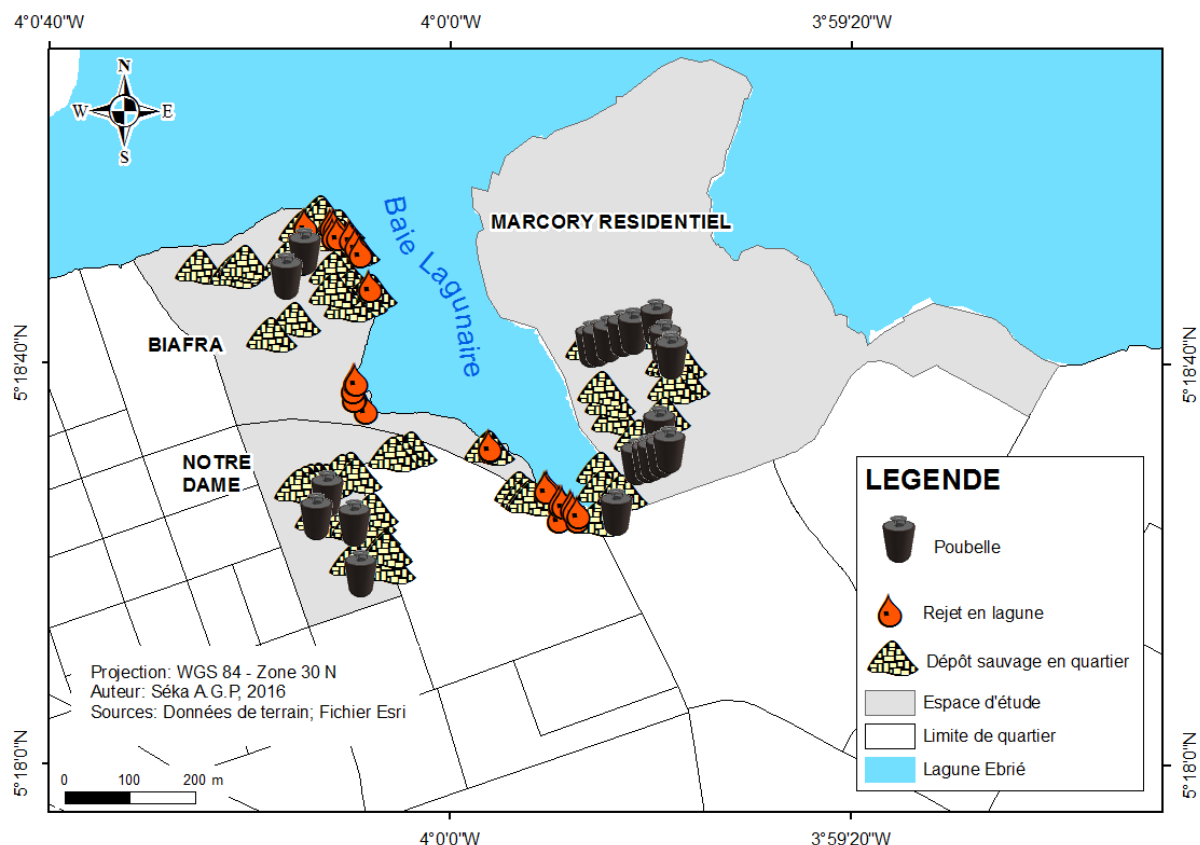 4°0'40"W 4°0'0"W 3°59'20"W
N
W E
S
Baie Lagunaire
MARCORY RESIDENTIEL
BIAFRA
5°18'40"N 5°18'40"N
NOTRE
DAME
LEGENDE
Poubelle
Rejet en lagune
Dépôt sauvage en quartier
Espace d'étude
Limite de quartier
Lagune Ebrié
Projection: WGS 84 - Zone 30 N
Auteur: Séka A.G.P, 2016
Sources: Données de terrain; Fichier Esri
5°18'0"N 5°18'0"N
0 100 200 m
4°0'0"W 3°59'20"W